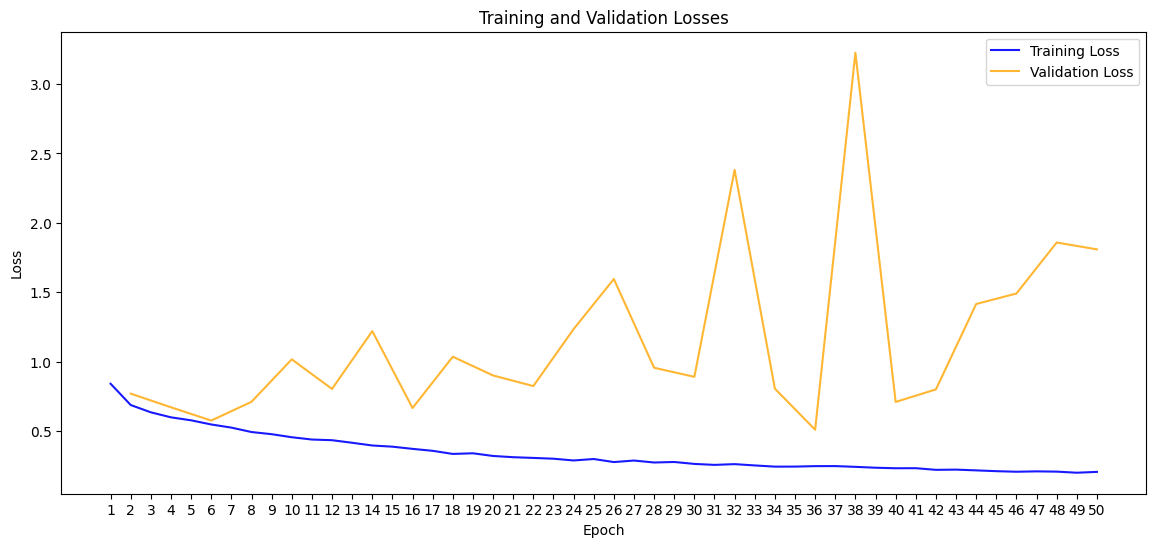 Training and Validation Losses
Training Loss
Validation Loss
3.0
2.5
2.0
1.5
1.0
0.5
Loss
1 2 3 4 5 6 7 8 9 10 11 12 13 14 15 16 17 18 19 20 21 22 23 24 25 26 27 28 29 30 31 32 33 34 35 36 37 38 39 40 41 42 43 44 45 46 47 48 49 50
Epoch